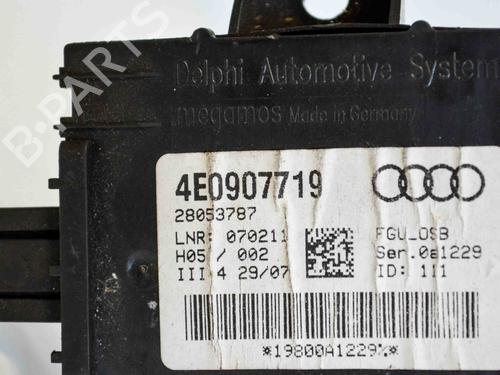 Delphi Automotive System
megamos Made in Germany
4E0907719
28053787
LNR: 070211
FGU_OSB
H05 / 002
Ser.0a1229
III 4 29/07
ID: 111
*19800A1229%*
B-PARTS